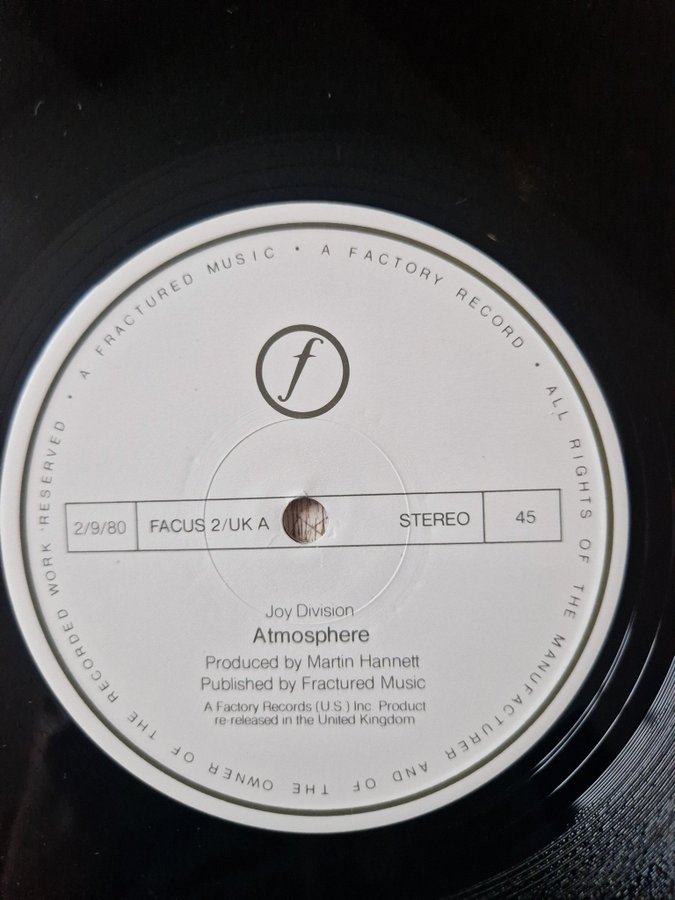 A FRACTURED MUSIC • A FACTORY RECORD • ALL RIGHTS OF THE MANUFACTURER AND OF THE OWNER OF THE RECORDED WORK RESERVED •
f
2/9/80 FACUS 2/UK A STEREO 45
Joy Division
Atmosphere
Produced by Martin Hannett
Published by Fractured Music
A Factory Records (U.S.) Inc. Product
re-released in the United Kingdom